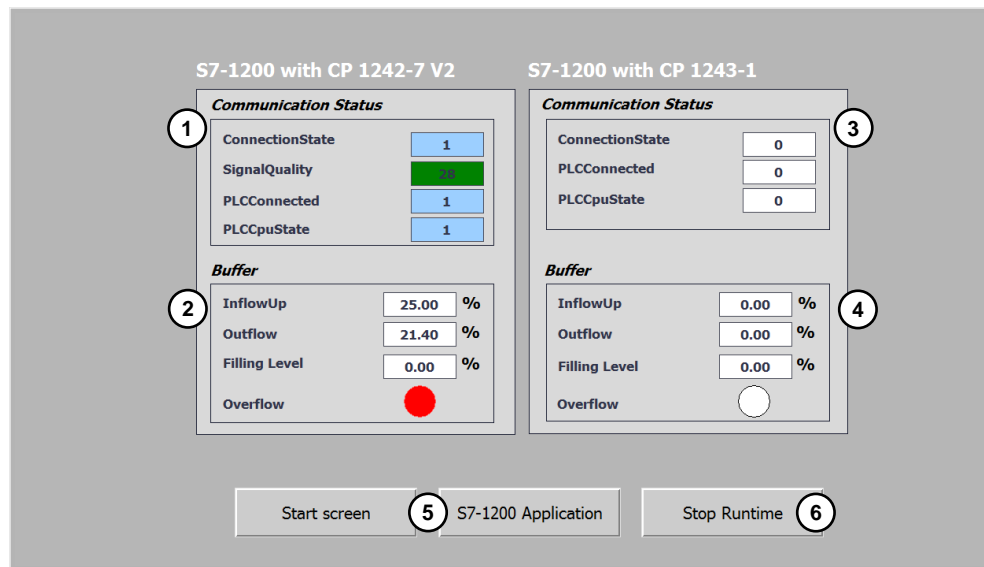 S7-1200 with CP 1242-7 V2
Communication Status
1
ConnectionState 1
SignalQuality 28
PLCConnected 1
PLCCpuState 1
Buffer
2
InflowUp 25.00 %
Outflow 21.40 %
Filling Level 0.00 %
Overflow
S7-1200 with CP 1243-1
Communication Status
3
ConnectionState 0
PLCConnected 0
PLCCpuState 0
Buffer
4
InflowUp 0.00 %
Outflow 0.00 %
Filling Level 0.00 %
Overflow
Start screen 5 S7-1200 Application Stop Runtime 6